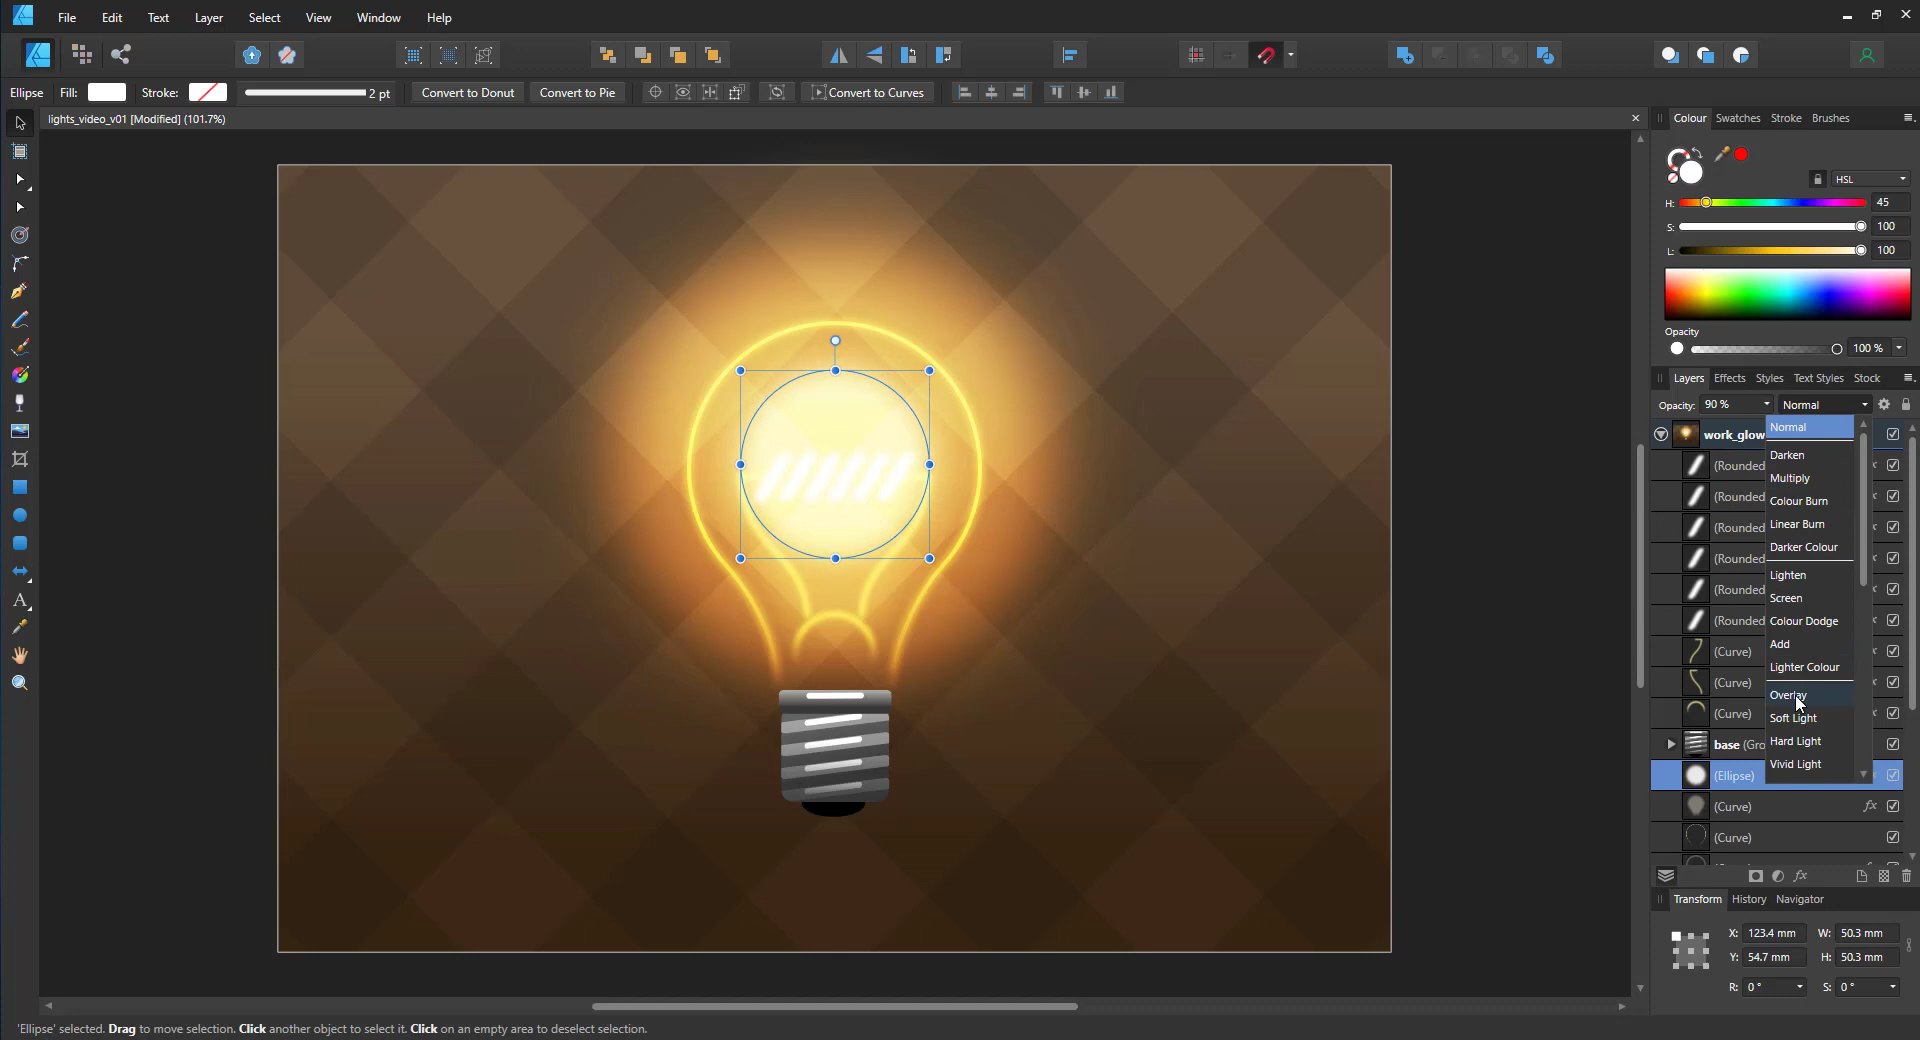 File Edit Text Layer Select View Window Help
Ellipse Fill: Stroke: 2 pt Convert to Donut Convert to Pie Convert to Curves
lights_video_v01 [Modified] (101.7%)
Colour Swatches Stroke Brushes
HSL
H: 45
S: 100
L: 100
Opacity
100 %
Layers Effects Styles Text Styles Stock
Opacity: 90 % Normal
work_glow
Normal
(Rounded
Darken
Multiply
(Rounded
Colour Burn
Linear Burn
(Rounded
Darker Colour
(Rounded
Lighten
(Rounded
Screen
(Rounded
Colour Dodge
Add
(Curve)
Lighter Colour
(Curve)
Overlay
(Curve)
Soft Light
base (Gro
Hard Light
Vivid Light
(Ellipse)
(Curve) fx
(Curve)
fx
Transform History Navigator
X: 123.4 mm W: 50.3 mm
Y: 54.7 mm H: 50.3 mm
R: 0 ° S: 0 °
'Ellipse' selected. Drag to move selection. Click another object to select it. Click on an empty area to deselect selection.
A